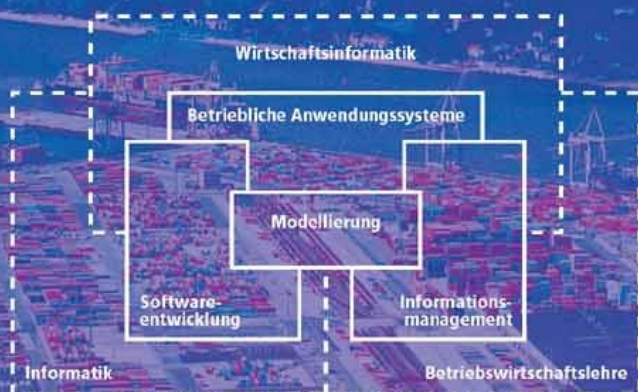 Wirtschaftsinformatik
Betriebliche Anwendungssysteme
Modellierung
Software-
entwicklung
Informations-
management
Informatik
Betriebswirtschaftslehre